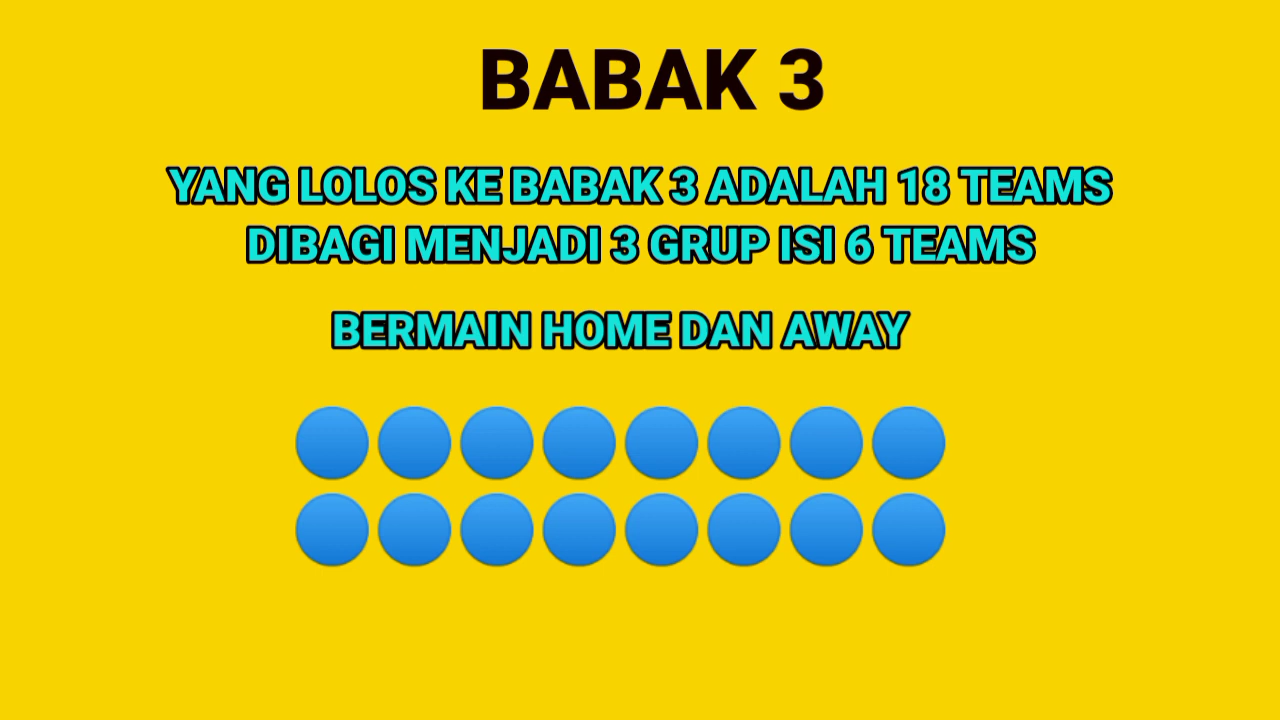 BABAK 3
YANG LOLOS KE BABAK 3 ADALAH 18 TEAMS
DIBAGI MENJADI 3 GRUP ISI 6 TEAMS
BERMAIN HOME DAN AWAY